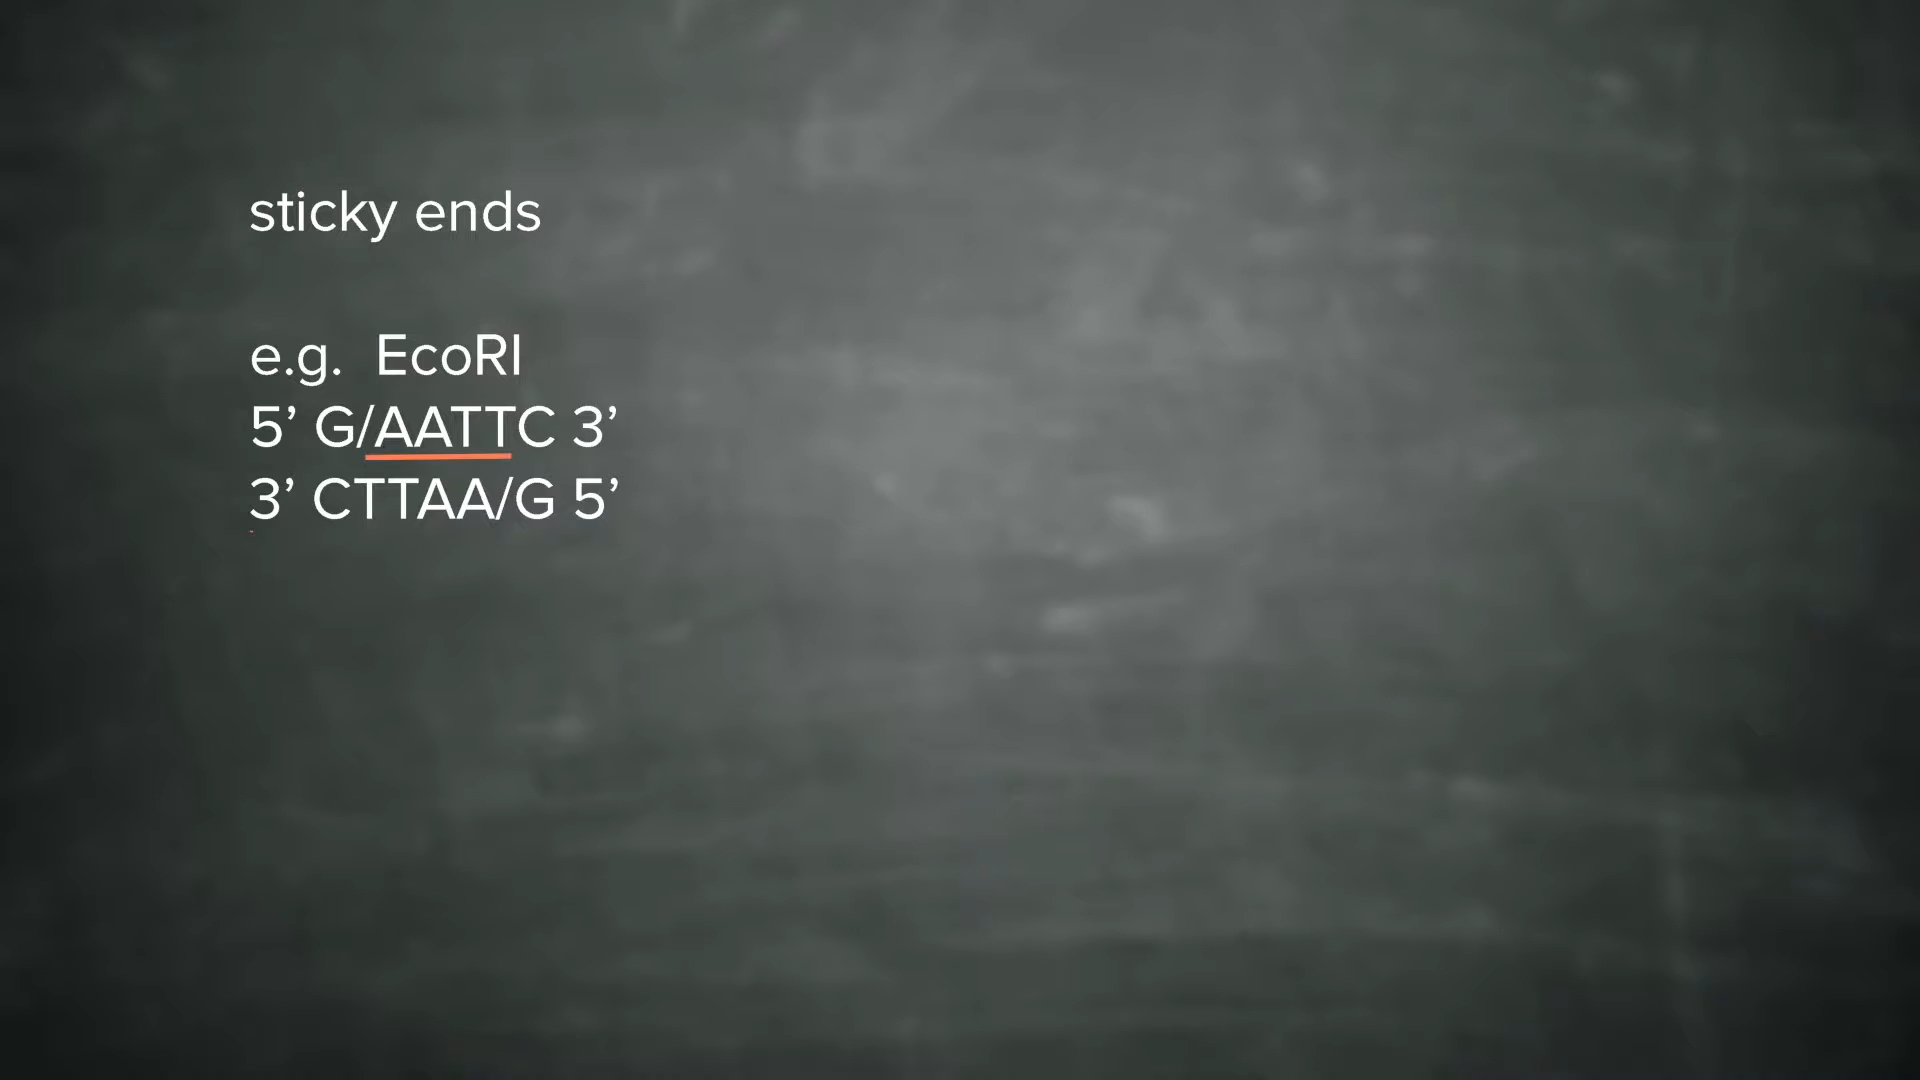 sticky ends
e.g. EcoRI
5’ G/AATTC 3’
3’ CTTAA/G 5’